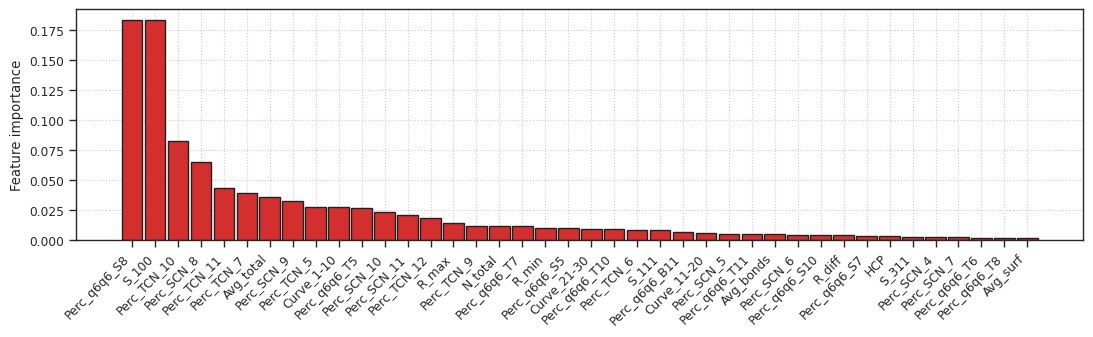 Feature importance
0.175
0.150
0.125
0.100
0.075
0.050
0.025
0.000
Perc_q6q6_S8
S_100
Perc_TCN_10
Perc_SCN_8
Perc_TCN_11
Perc_TCN_7
Avg_total
Perc_SCN_9
Perc_TCN_5
Curve_1-10
Perc_q6q6_T5
Perc_SCN_10
Perc_SCN_11
Perc_TCN_12
R_max
Perc_TCN_9
N_total
Perc_q6q6_T7
R_min
Perc_q6q6_S5
Curve_21-30
Perc_q6q6_T10
Perc_TCN_6
S_111
Perc_q6q6_B11
Curve_11-20
Perc_SCN_5
Perc_q6q6_T11
Avg_bonds
Perc_SCN_6
Perc_q6q6_S10
R_diff
Perc_q6q6_S7
HCP
S_311
Perc_SCN_4
Perc_SCN_7
Perc_q6q6_T6
Perc_q6q6_T8
Avg_surf